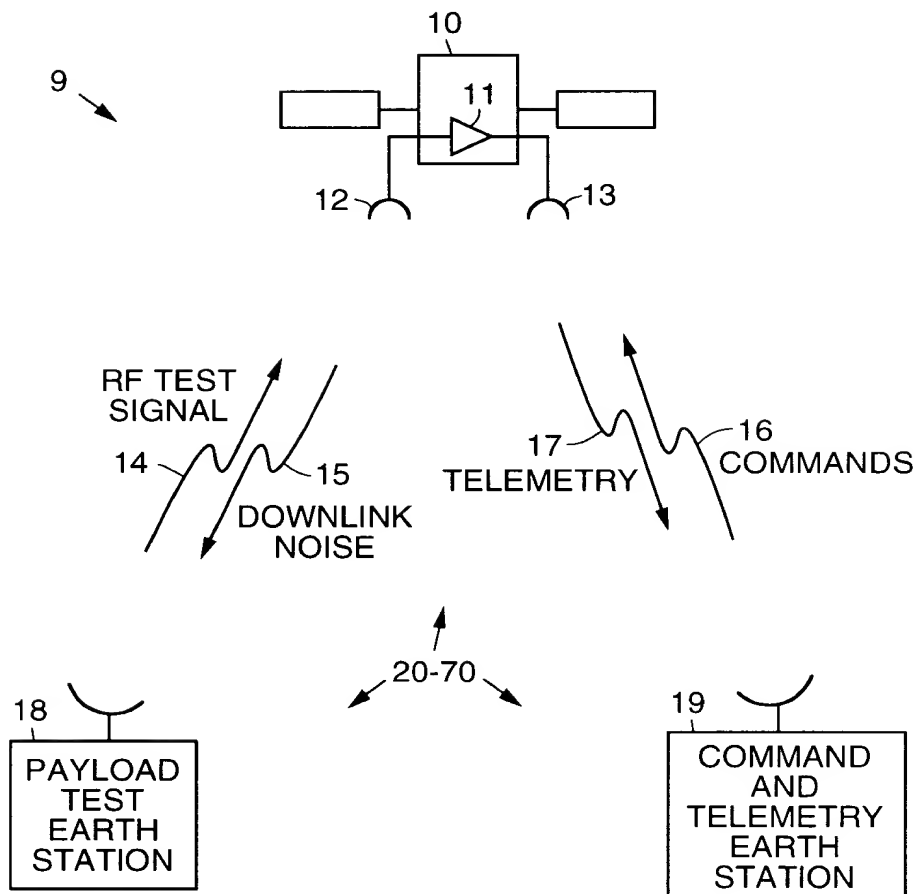 10
9
11
12
13
RF TEST
SIGNAL
14
15
DOWNLINK
NOISE
17
TELEMETRY
16
COMMANDS
20-70
18
PAYLOAD
TEST
EARTH
STATION
19
COMMAND
AND
TELEMETRY
EARTH
STATION